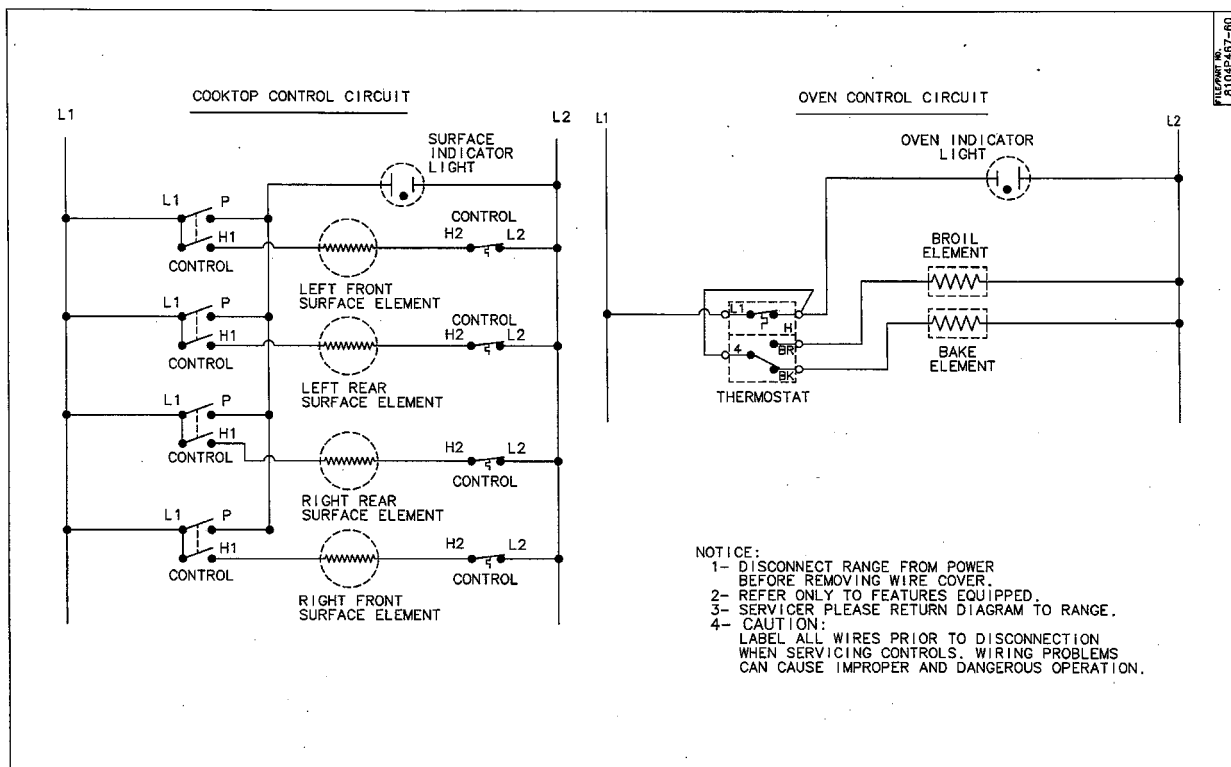 FILE/PART NO.
8104P467-60
COOKTOP CONTROL CIRCUIT
L1
L2
SURFACE
INDICATOR
LIGHT
L1 P
H1
CONTROL
CONTROL
H2 L2
LEFT FRONT
SURFACE ELEMENT
L1 P
H1
CONTROL
CONTROL
H2 L2
LEFT REAR
SURFACE ELEMENT
L1 P
H1
CONTROL
H2 L2
CONTROL
RIGHT REAR
SURFACE ELEMENT
L1 P
H1
CONTROL
H2 L2
CONTROL
RIGHT FRONT
SURFACE ELEMENT
OVEN CONTROL CIRCUIT
L1
L2
OVEN INDICATOR
LIGHT
BROIL
ELEMENT
L1
H
4
BR
BK
THERMOSTAT
BAKE
ELEMENT
NOTICE:
1- DISCONNECT RANGE FROM POWER
BEFORE REMOVING WIRE COVER.
2- REFER ONLY TO FEATURES EQUIPPED.
3- SERVICER PLEASE RETURN DIAGRAM TO RANGE.
4- CAUTION:
LABEL ALL WIRES PRIOR TO DISCONNECTION
WHEN SERVICING CONTROLS. WIRING PROBLEMS
CAN CAUSE IMPROPER AND DANGEROUS OPERATION.